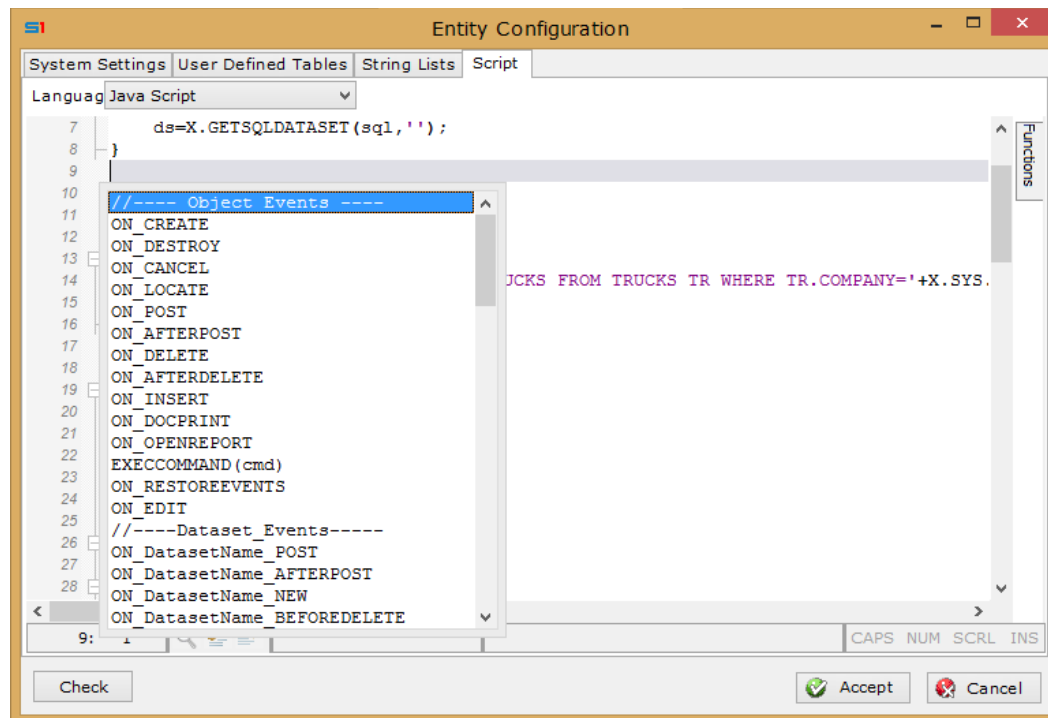 S1 Entity Configuration
System Settings User Defined Tables String Lists Script
Languag Java Script
7 ds=X.GETSQLDATASET(sql,'');
8 }
9
10
11
12
13
14 UCKS FROM TRUCKS TR WHERE TR.COMPANY='+X.SYS.
15
16
17
18
19
20
21
22
23
24
25
26
27
28
//---- Object Events ----
ON_CREATE
ON_DESTROY
ON_CANCEL
ON_LOCATE
ON_POST
ON_AFTERPOST
ON_DELETE
ON_AFTERDELETE
ON_INSERT
ON_DOCPRINT
ON_OPENREPORT
EXECCOMMAND(cmd)
ON_RESTOREEVENTS
ON_EDIT
//----Dataset_Events-----
ON_DatasetName_POST
ON_DatasetName_AFTERPOST
ON_DatasetName_NEW
ON_DatasetName_BEFOREDELETE
Functions
9: 1 CAPS NUM SCRL INS
Check Accept Cancel